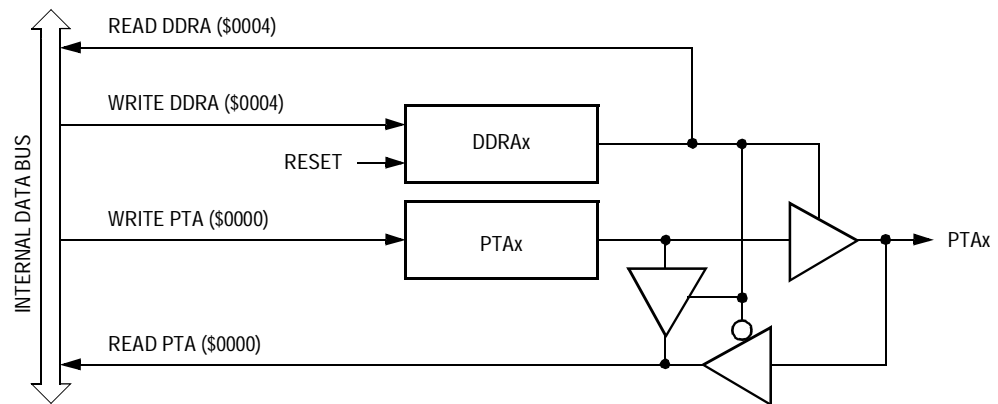 READ DDRA ($0004)
WRITE DDRA ($0004)
DDRAx
RESET
INTERNAL DATA BUS
WRITE PTA ($0000)
PTAx
PTAx
READ PTA ($0000)